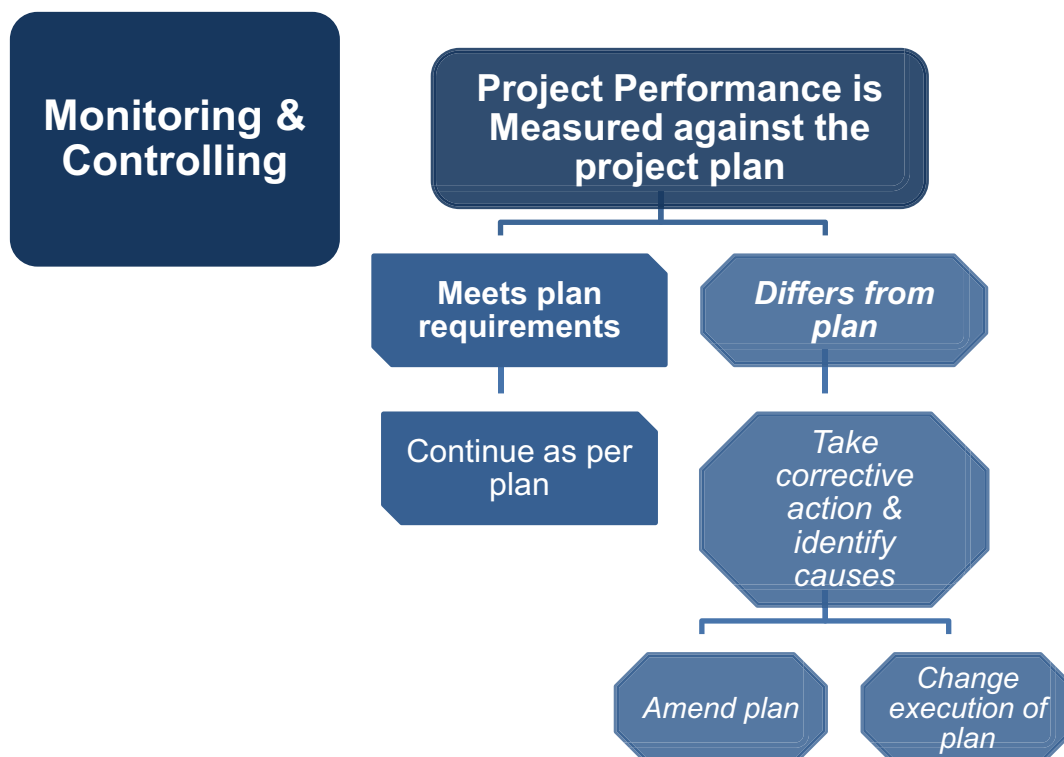 Monitoring &
Controlling
Project Performance is
Measured against the
project plan
Meets plan
requirements
Differs from
plan
Continue as per
plan
Take
corrective
action &
identify
causes
Amend plan
Change
execution of
plan